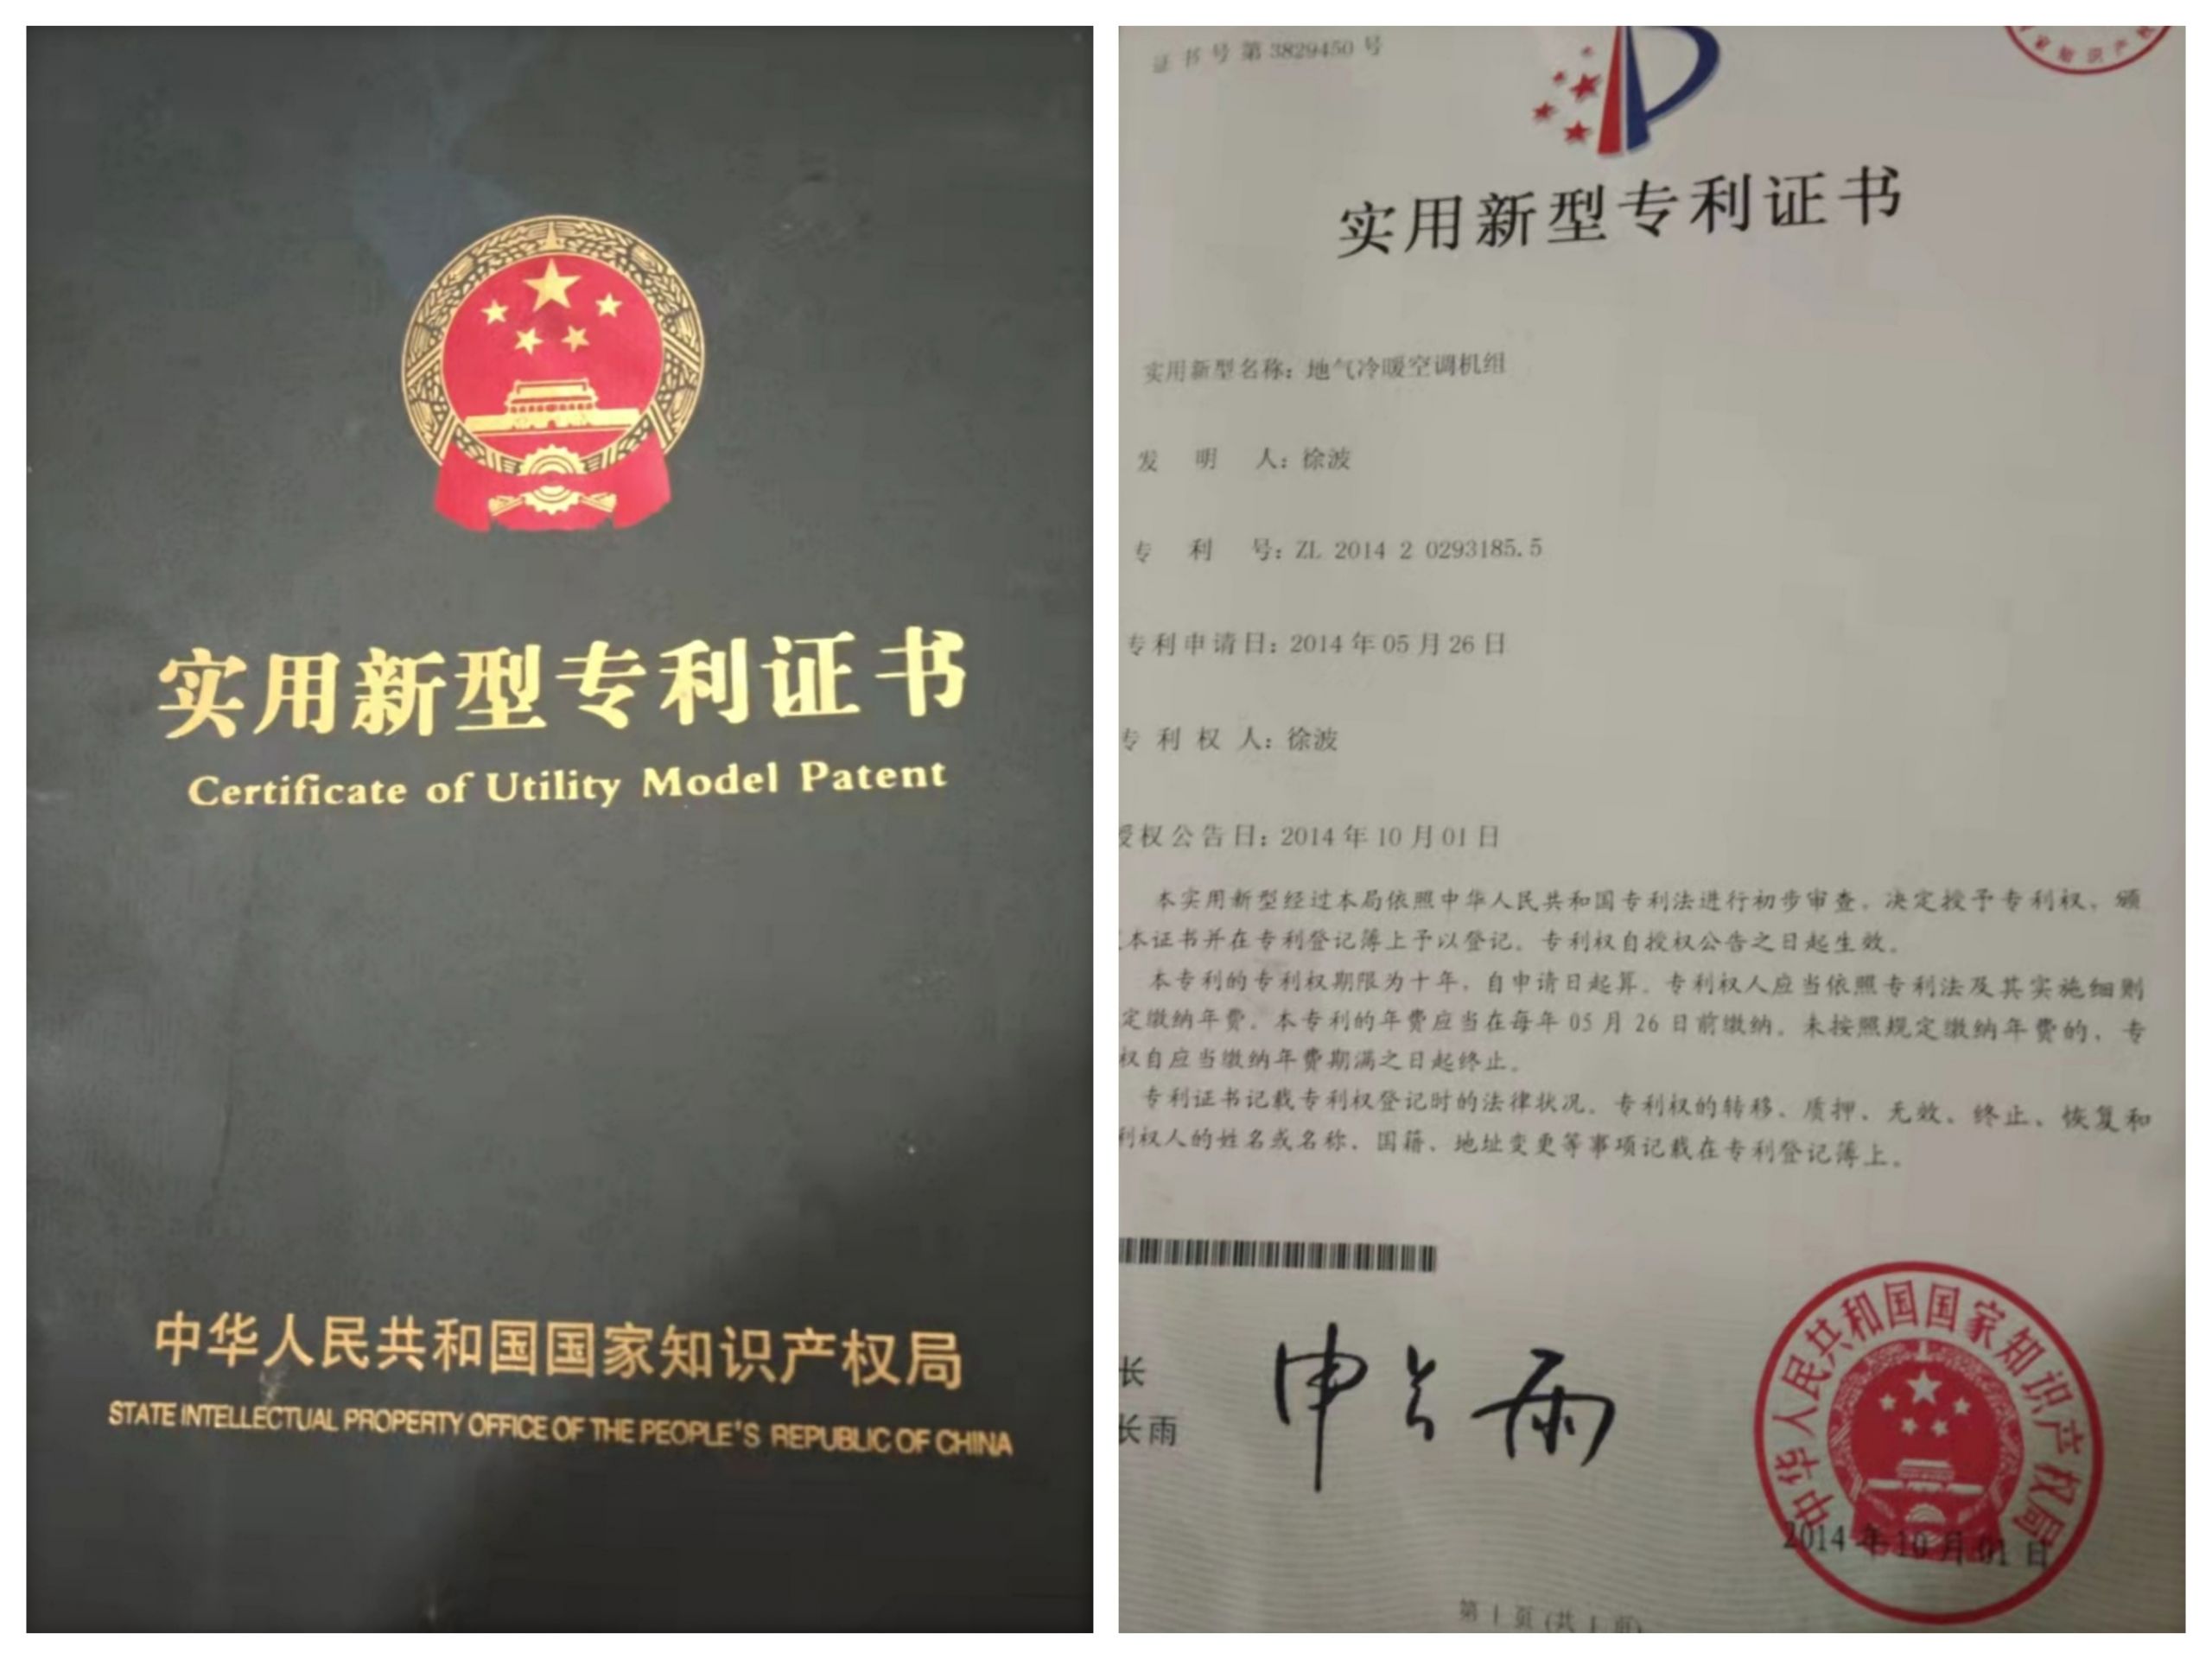 实用新型专利证书
Certificate of Utility Model Patent
中华人民共和国国家知识产权局
STATE INTELLECTUAL PROPERTY OFFICE OF THE PEOPLE'S REPUBLIC OF CHINA
证书号第3829450号
家知识产权
实用新型专利证书
实用新型名称：地气冷暖空调机组
发明人：徐波
专利号：ZL 2014 2 0293185.5
专利申请日：2014年05月26日
专利权人：徐波
授权公告日：2014年10月01日
本实用新型经过本局依照中华人民共和国专利法进行初步审查，决定授予专利权，颁
本证书并在专利登记簿上予以登记。专利权自授权公告之日起生效。
本专利的专利权期限为十年，自申请日起算。专利权人应当依照专利法及其实施细则
定缴纳年费。本专利的年费应当在每年05月26日前缴纳。未按照规定缴纳年费的，专
权自应当缴纳年费期满之日起终止。
专利证书记载专利权登记时的法律状况。专利权的转移、质押、无效、终止、恢复和
利权人的姓名或名称、国籍、地址变更等事项记载在专利登记簿上。
长
长雨
申长雨
中华人民共和国国家知识产权局
2014年10月01日
第1页(共1页)